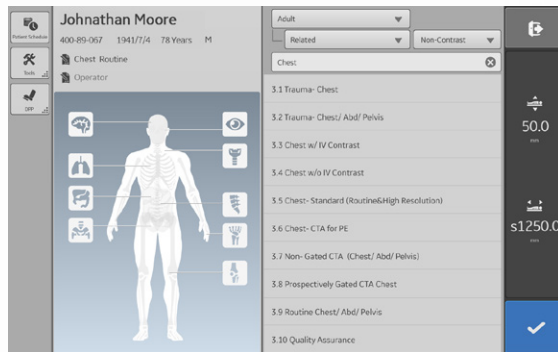 Patient Schedule
Tools
OPP
Johnathan Moore
400-89-067 1941/7/4 78 Years M
Chest Routine
Operator
Adult
Related
Non-Contrast
Chest
3.1 Trauma- Chest
3.2 Trauma- Chest/ Abd/ Pelvis
3.3 Chest w/ IV Contrast
3.4 Chest w/o IV Contrast
3.5 Chest- Standard (Routine&High Resolution)
3.6 Chest- CTA for PE
3.7 Non- Gated CTA (Chest/ Abd/ Pelvis)
3.8 Prospectively Gated CTA Chest
3.9 Routine Chest/ Abd/ Pelvis
3.10 Quality Assurance
50.0
mm
s1250.0
mm